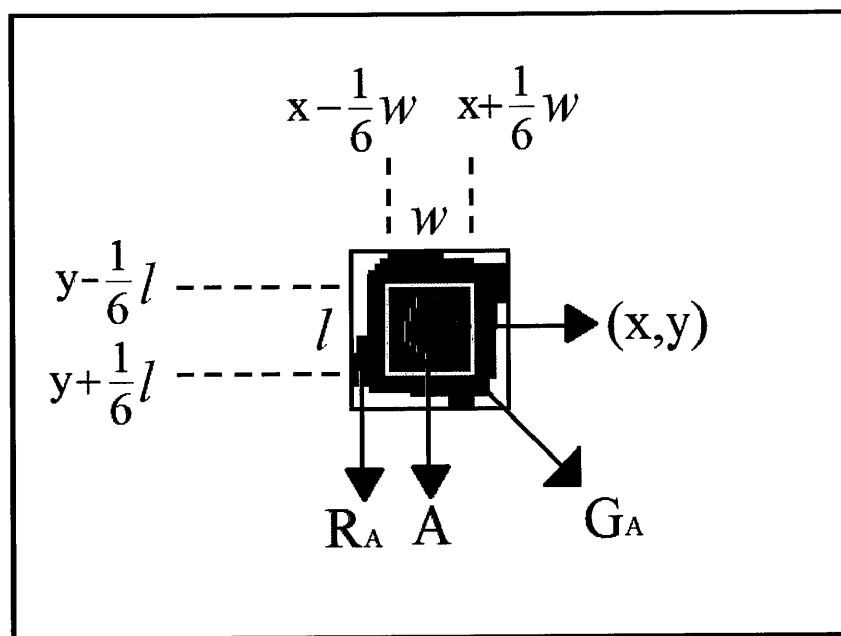 x-1/6 w x+1/6 w
w
y-1/6 l
l (x,y)
y+1/6 l
R_A A G_A